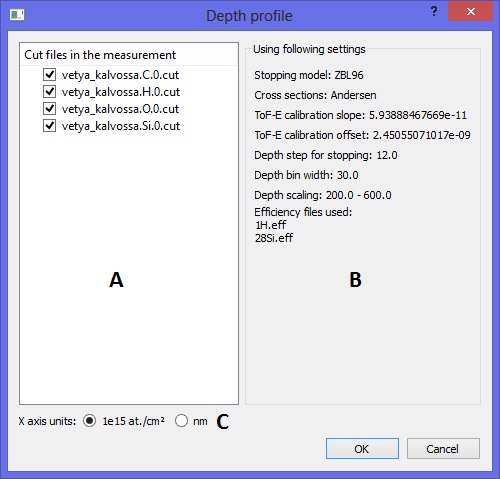 Depth profile
?
Cut files in the measurement
vetya_kalvossa.C.0.cut
vetya_kalvossa.H.0.cut
vetya_kalvossa.O.0.cut
vetya_kalvossa.Si.0.cut
A
Using following settings
Stopping model: ZBL96
Cross sections: Andersen
ToF-E calibration slope: 5.93888467669e-11
ToF-E calibration offset: 2.45055071017e-09
Depth step for stopping: 12.0
Depth bin width: 30.0
Depth scaling: 200.0 - 600.0
Efficiency files used:
1H.eff
28Si.eff
B
X axis units: 1e15 at./cm² nm C
OK Cancel